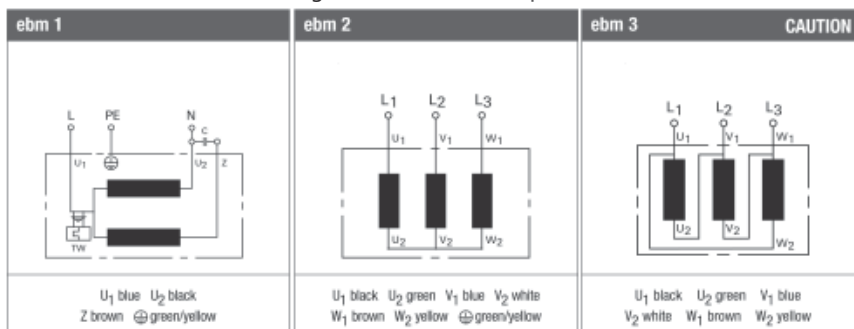 ebm 1
L PE N
C
U1 U2 Z
TW
U1 blue U2 black
Z brown green/yellow
ebm 2
L1 L2 L3
U1 V1 W1
U2 V2 W2
U1 black U2 green V1 blue V2 white
W1 brown W2 yellow green/yellow
ebm 3 CAUTION
L1 L2 L3
U1 V1 W1
U2 V2 W2
U1 black U2 green V1 blue
V2 white W1 brown W2 yellow